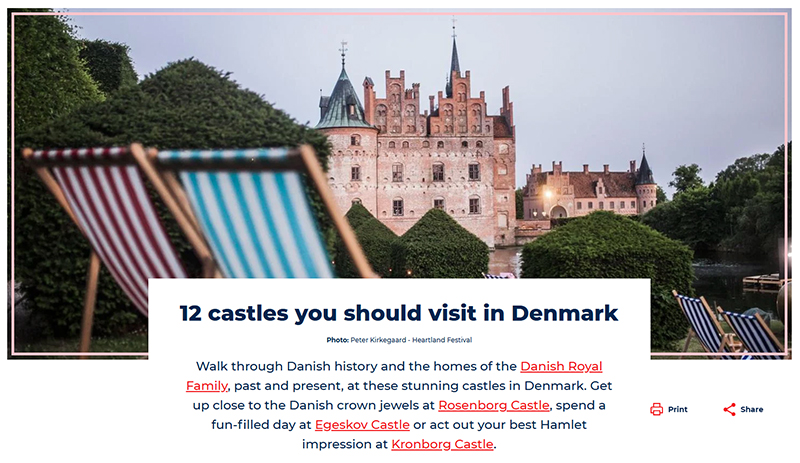 12 castles you should visit in Denmark
Photo: Peter Kirkegaard - Heartland Festival
Walk through Danish history and the homes of the Danish Royal
Family, past and present, at these stunning castles in Denmark. Get
up close to the Danish crown jewels at Rosenborg Castle, spend a
fun-filled day at Egeskov Castle or act out your best Hamlet
impression at Kronborg Castle.
Print
Share